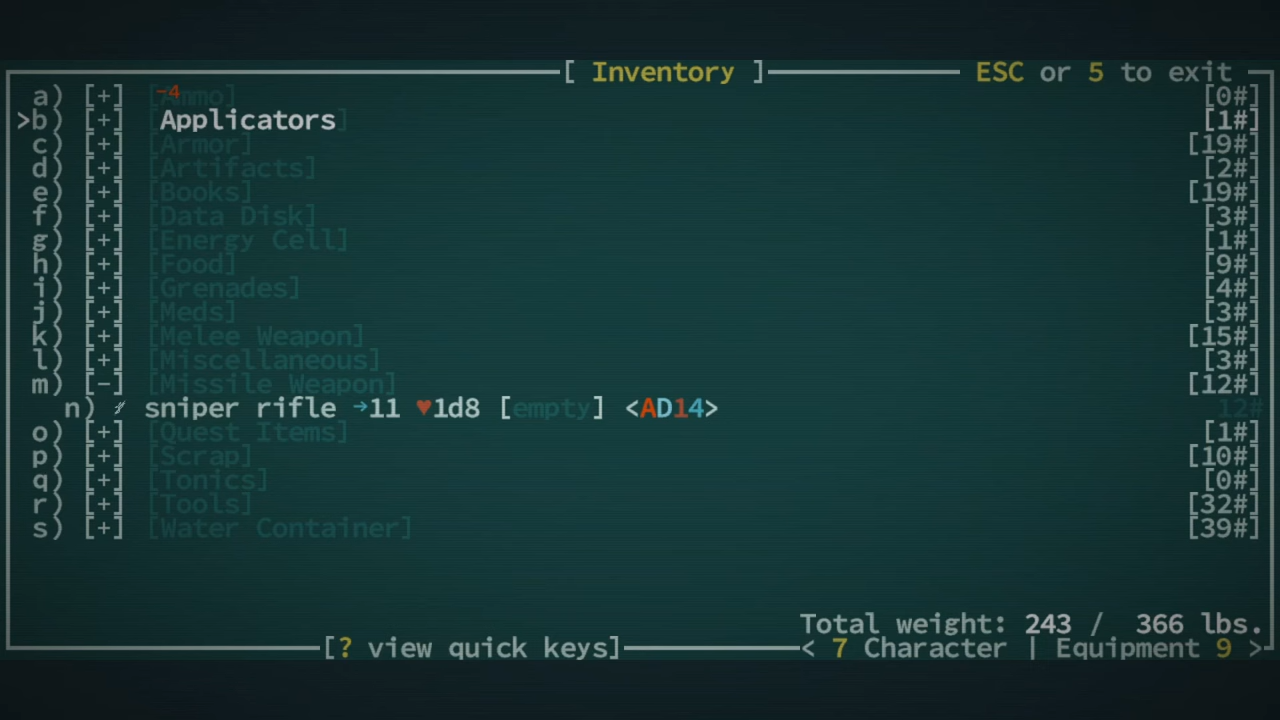 [ Inventory ] ESC or 5 to exit
-4
a) [+] [Ammo] [0#]
>b) [+] Applicators] [1#]
c) [+] [Armor] [19#]
d) [+] [Artifacts] [2#]
e) [+] [Books] [19#]
f) [+] [Data Disk] [3#]
g) [+] [Energy Cell] [1#]
h) [+] [Food] [9#]
i) [+] [Grenades] [4#]
j) [+] [Meds] [3#]
k) [+] [Melee Weapon] [15#]
l) [+] [Miscellaneous] [3#]
m) [-] [Missile Weapon] [12#]
n) sniper rifle →11 ♥1d8 [empty] <AD14> 12#
o) [+] [Quest Items] [1#]
p) [+] [Scrap] [10#]
q) [+] [Tonics] [0#]
r) [+] [Tools] [32#]
s) [+] [Water Container] [39#]
Total weight: 243 / 366 lbs.
[? view quick keys] < 7 Character | Equipment 9 >